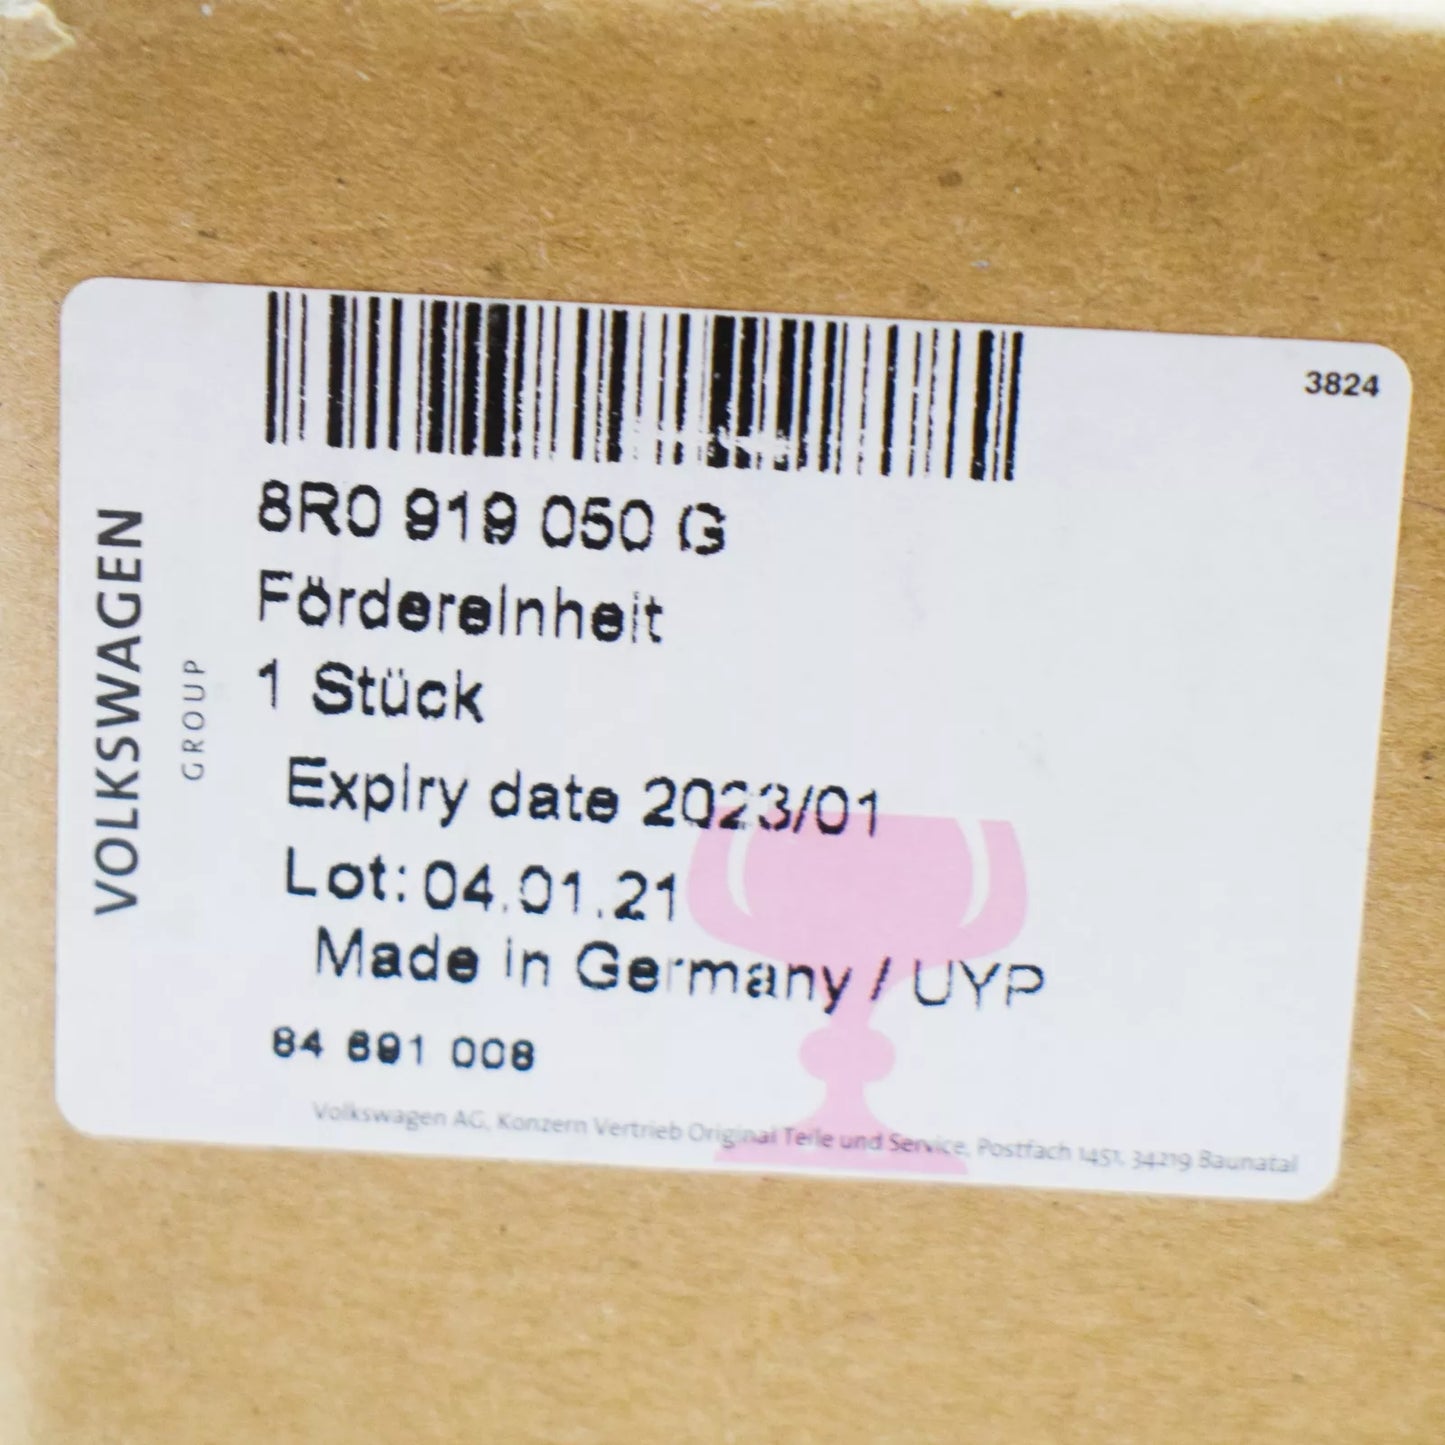 3824
8R0 919 050 G
Fördereinheit
1 Stück
Expiry date 2023/01
Lot: 04.01.21
Made in Germany / UYP
84 891 008
Volkswagen AG, Konzern Vertrieb Original Teile und Service, Postfach 1451, 34219 Baunatal
VOLKSWAGEN
GROUP